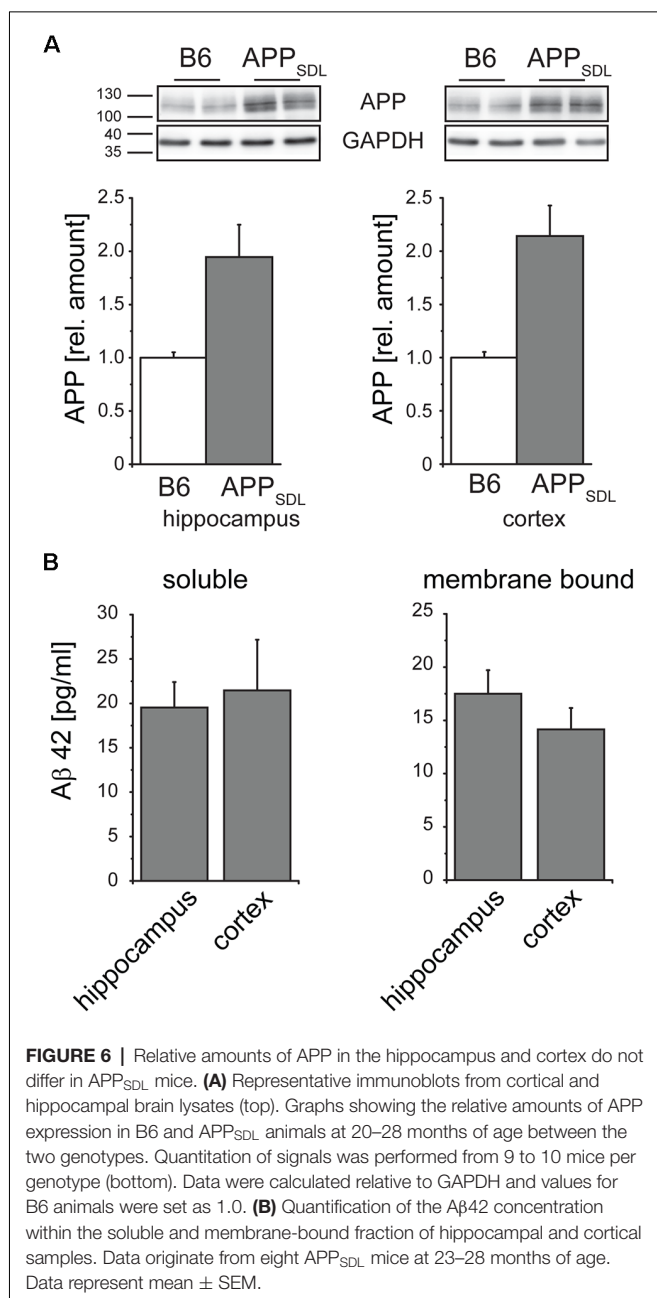 A
B6 APPSDL B6 APPSDL
130
100
APP
40
35
GAPDH
APP [rel. amount]
2.5
2.0
1.5
1.0
0.5
0
B6 APPSDL
hippocampus
APP [rel. amount]
2.5
2.0
1.5
1.0
0.5
0
B6 APPSDL
cortex
B
soluble
Aβ 42 [pg/ml]
30
25
20
15
10
5
0
hippocampus
cortex
membrane bound
25
20
15
10
5
0
hippocampus
cortex
FIGURE 6 | Relative amounts of APP in the hippocampus and cortex do not
differ in APPSDL mice. (A) Representative immunoblots from cortical and
hippocampal brain lysates (top). Graphs showing the relative amounts of APP
expression in B6 and APPSDL animals at 20–28 months of age between the
two genotypes. Quantitation of signals was performed from 9 to 10 mice per
genotype (bottom). Data were calculated relative to GAPDH and values for
B6 animals were set as 1.0. (B) Quantification of the Aβ42 concentration
within the soluble and membrane-bound fraction of hippocampal and cortical
samples. Data originate from eight APPSDL mice at 23–28 months of age.
Data represent mean ± SEM.